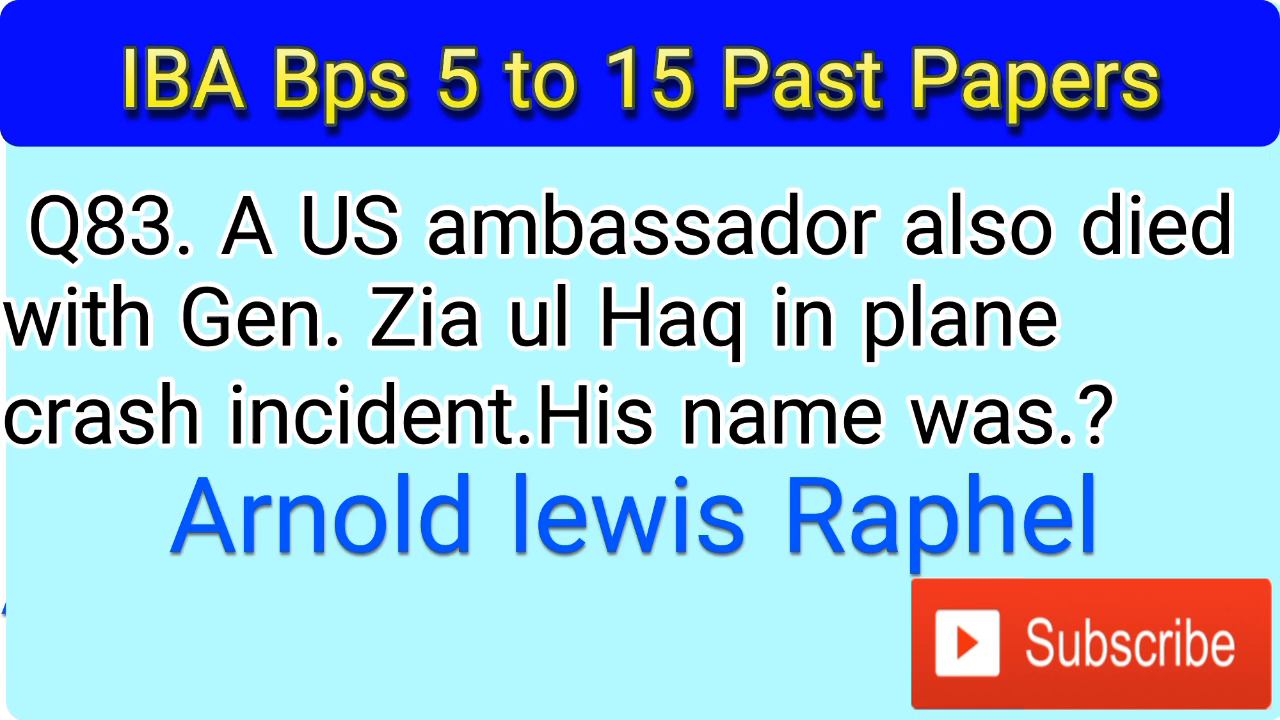 IBA Bps 5 to 15 Past Papers
Q83. A US ambassador also died
with Gen. Zia ul Haq in plane
crash incident.His name was.?
Arnold lewis Raphel
Subscribe